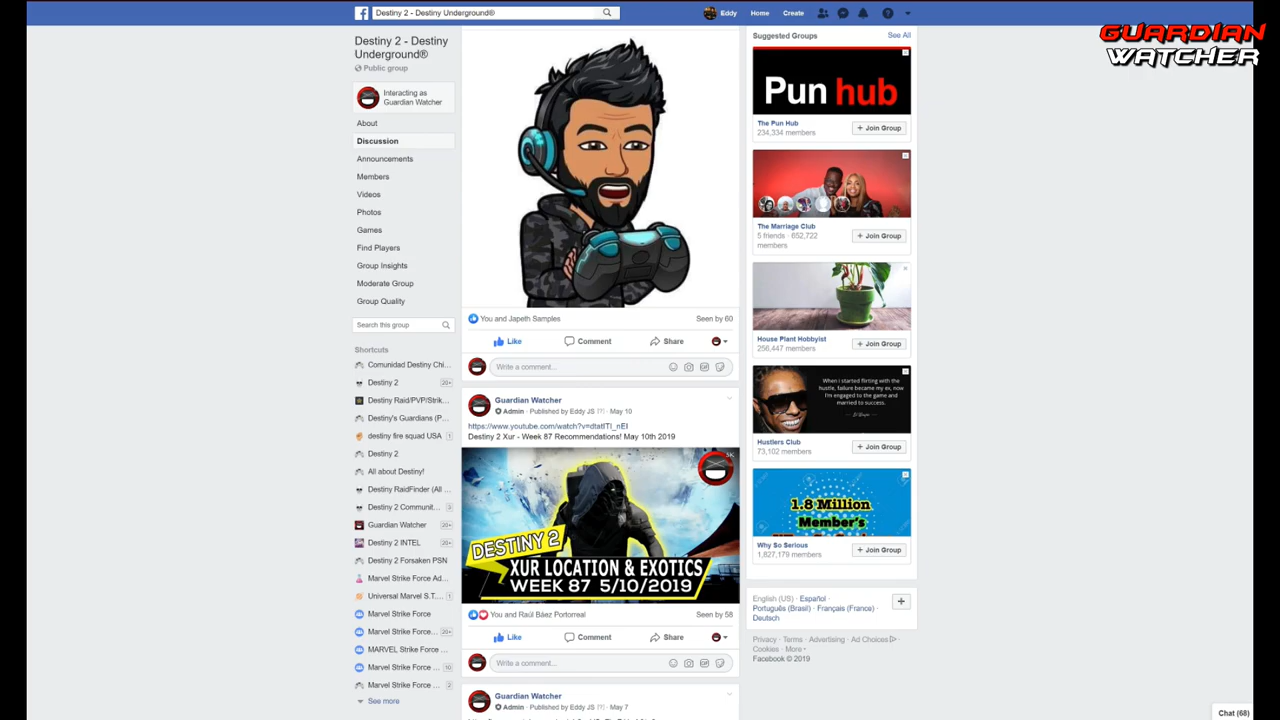 Destiny 2 - Destiny Underground®
Eddy
Home
Create
GUARDIAN
WATCHER
Destiny 2 - Destiny
Underground®
Public group
Interacting as
Guardian Watcher
About
Discussion
Announcements
Members
Videos
Photos
Games
Find Players
Group Insights
Moderate Group
Group Quality
Search this group
Shortcuts
Comunidad Destiny Chi...
Destiny 2 20+
Destiny Raid/PVP/Strik...
Destiny's Guardians (P...
destiny fire squad USA 1
Destiny 2
All about Destiny!
Destiny RaidFinder (All ...
Destiny 2 Communit... 3
Guardian Watcher 20+
Destiny 2 INTEL 20+
Destiny 2 Forsaken PSN
Marvel Strike Force Ad...
Universal Marvel S.T.... 1
Marvel Strike Force
Marvel Strike Force... 20+
MARVEL Strike Force ...
Marvel Strike Force ... 10
Marvel Strike Force ... 2
See more
You and Japeth Samples
Seen by 60
Like
Comment
Share
Write a comment...
Guardian Watcher
Admin · Published by Eddy JS [?] · May 10
Destiny 2 Xur - Week 87 Recommendations! May 10th 2019
5K
DESTINY 2
XUR LOCATION & EXOTICS
WEEK 87 5/10/2019
You and Raúl Báez Portorreal
Seen by 58
Like
Comment
Share
Write a comment...
Guardian Watcher
Admin · Published by Eddy JS [?] · May 7
Suggested Groups
See All
Pun hub
The Pun Hub
234,334 members
+ Join Group
The Marriage Club
5 friends · 652,722
members
+ Join Group
House Plant Hobbyist
256,447 members
+ Join Group
When i started flirting with the
hustle, failure became my ex, now
I'm engaged to the game and
married to success.
Hustlers Club
73,102 members
+ Join Group
1.8 Million
Member's
Why So Serious
1,827,179 members
+ Join Group
English (US) · Español ·
Português (Brasil) · Français (France) ·
Deutsch
Privacy · Terms · Advertising · Ad Choices ·
Cookies · More
Facebook © 2019
Chat (68)